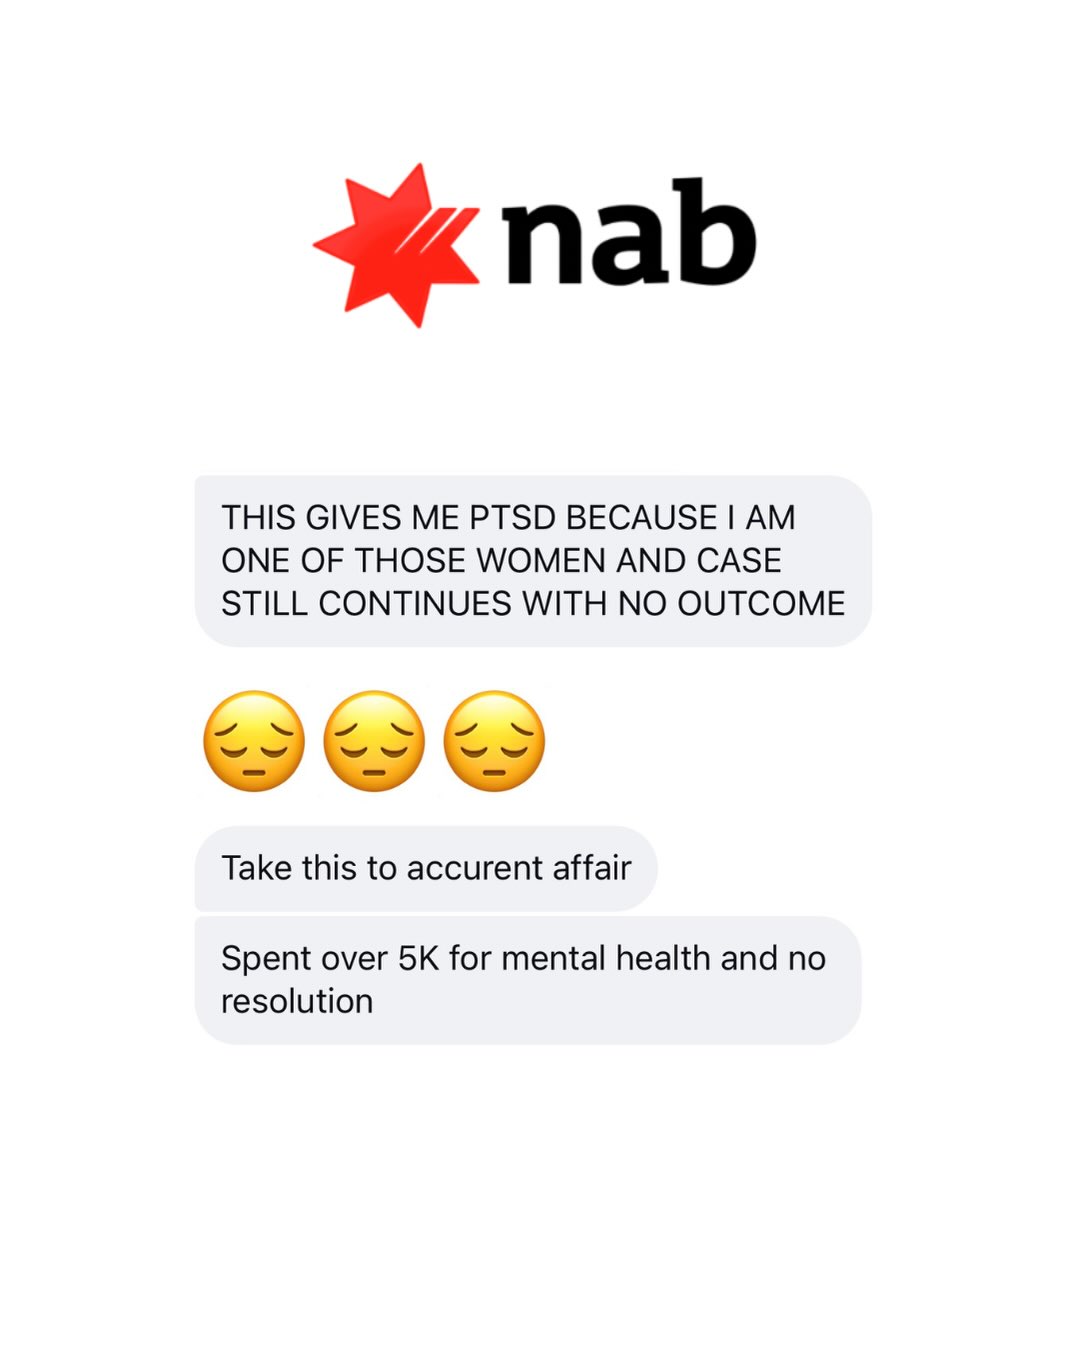 nab
THIS GIVES ME PTSD BECAUSE I AM
ONE OF THOSE WOMEN AND CASE
STILL CONTINUES WITH NO OUTCOME
😔😔😔
Take this to accurent affair
Spent over 5K for mental health and no
resolution